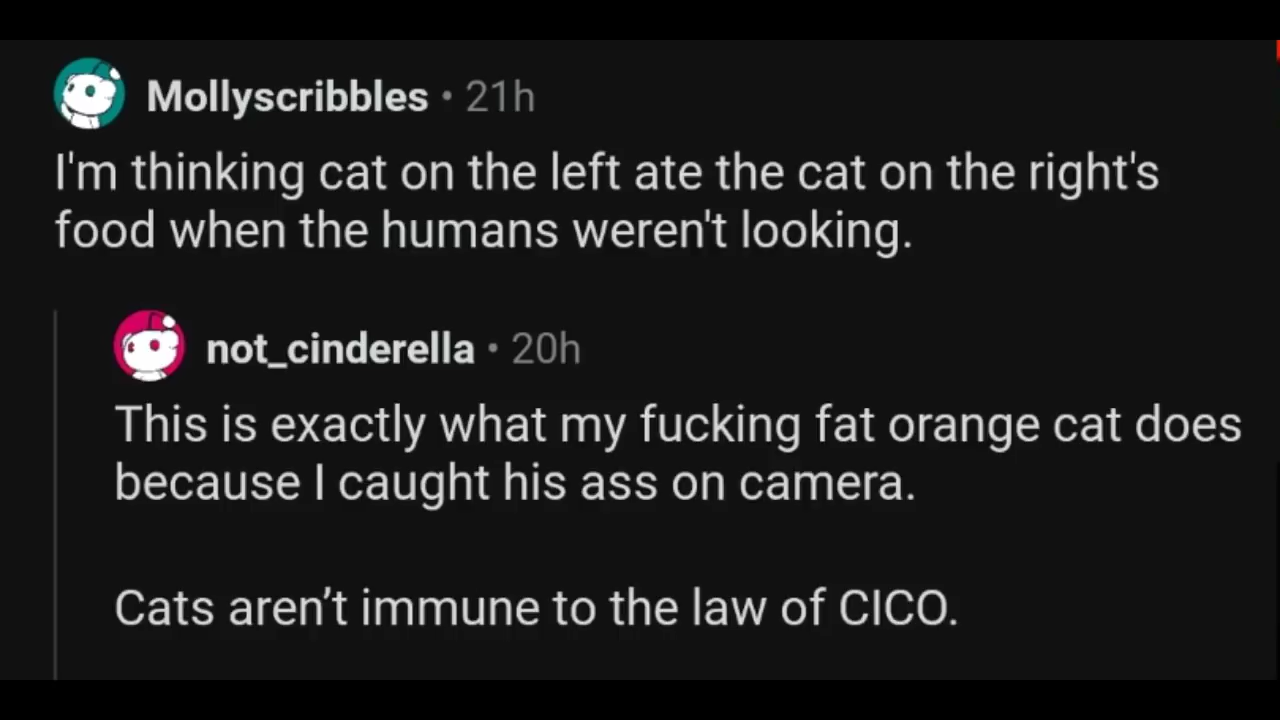 Mollyscribbles • 21h
I'm thinking cat on the left ate the cat on the right's
food when the humans weren't looking.
not_cinderella • 20h
This is exactly what my fucking fat orange cat does
because I caught his ass on camera.
Cats aren’t immune to the law of CICO.